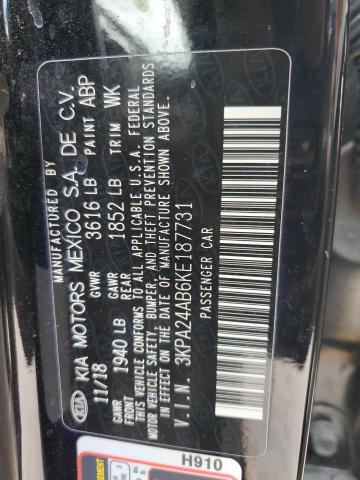 MANUFACTURED BY
KIA KIA MOTORS MEXICO S.A. DE C.V.
11/18 GVWR 3616 LB PAINT ABP
GAWR FRONT 1940 LB GAWR REAR 1852 LB TRIM WK
THIS VEHICLE CONFORMS TO ALL APPLICABLE U.S.A. FEDERAL
MOTOR VEHICLE SAFETY, BUMPER, AND THEFT PREVENTION STANDARDS
IN EFFECT ON THE DATE OF MANUFACTURE SHOWN ABOVE.
V.I.N. 3KPA24AB6KE187731
PASSENGER CAR
H910